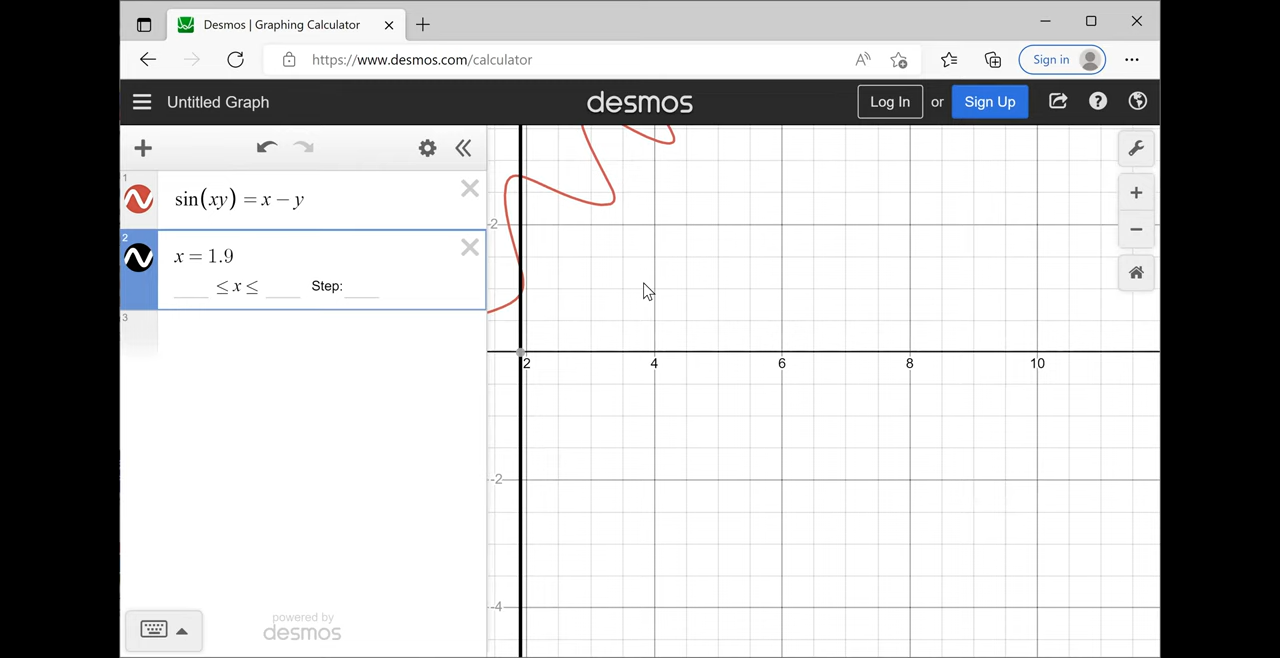 Desmos | Graphing Calculator
https://www.desmos.com/calculator
Sign in
Untitled Graph
desmos
Log In or Sign Up
1
sin(xy) = x − y
2
x = 1.9
≤ x ≤ Step:
3
powered by
desmos
2
2 4 6 8 10
-2
-4